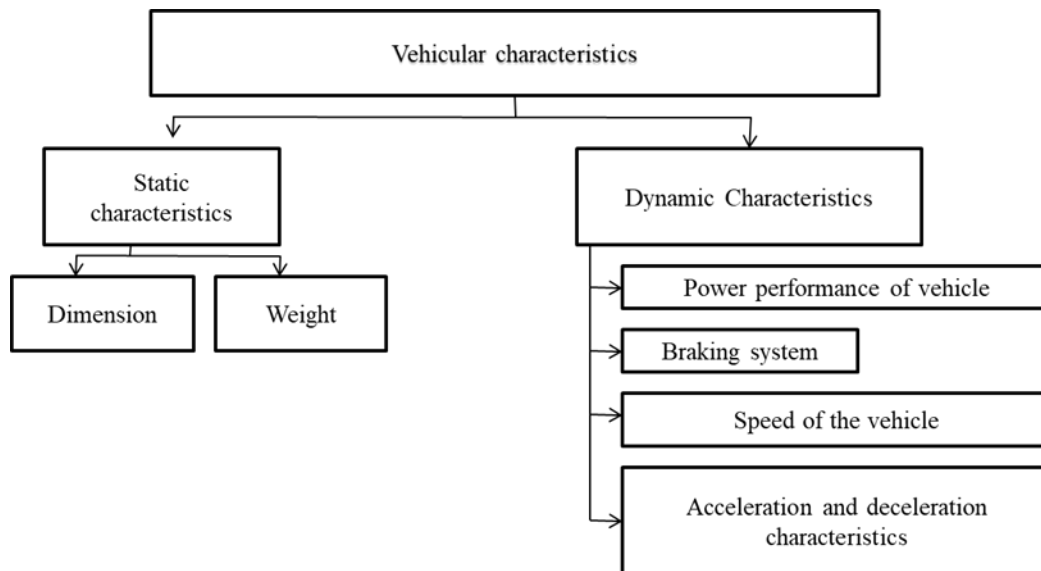 Vehicular characteristics
Static
characteristics
Dynamic Characteristics
Dimension
Weight
Power performance of vehicle
Braking system
Speed of the vehicle
Acceleration and deceleration
characteristics